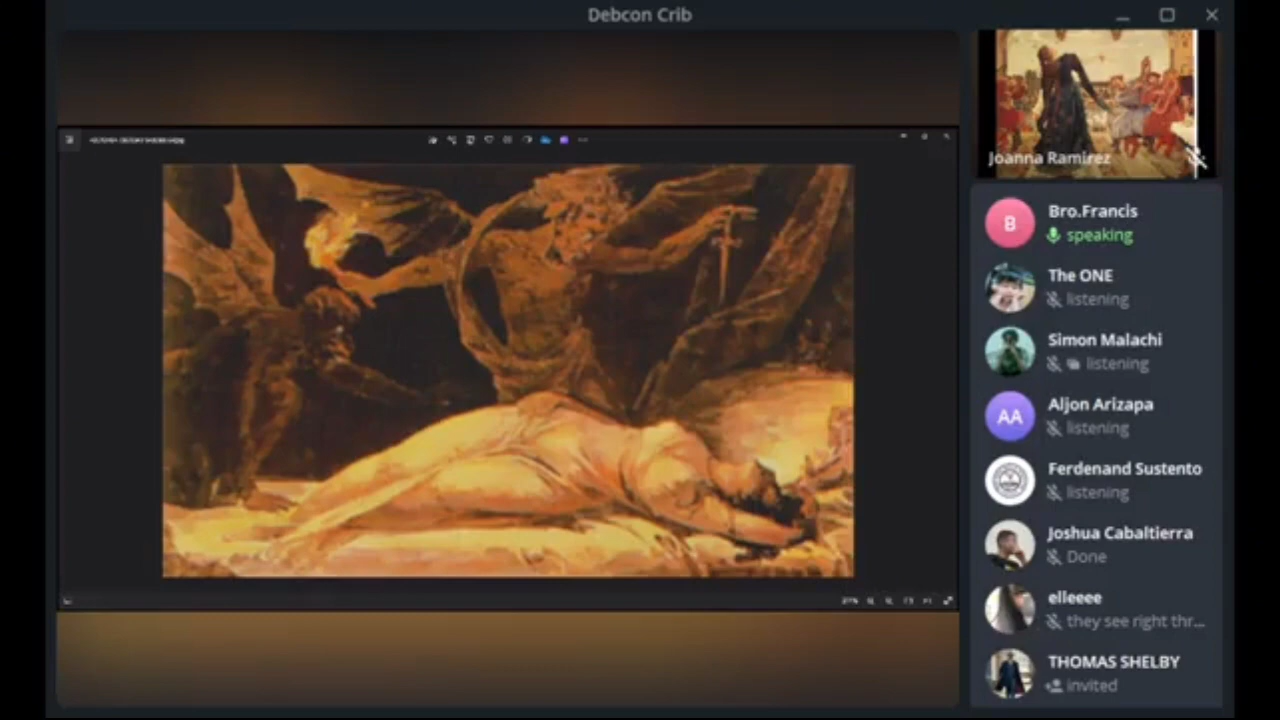 Debcon Crib
Joanna Ramirez
B
Bro.Francis
speaking
The ONE
listening
Simon Malachi
listening
AA
Aljon Arizapa
listening
Ferdenand Sustento
listening
Joshua Cabaltierra
Done
elleeee
they see right thr...
THOMAS SHELBY
invited